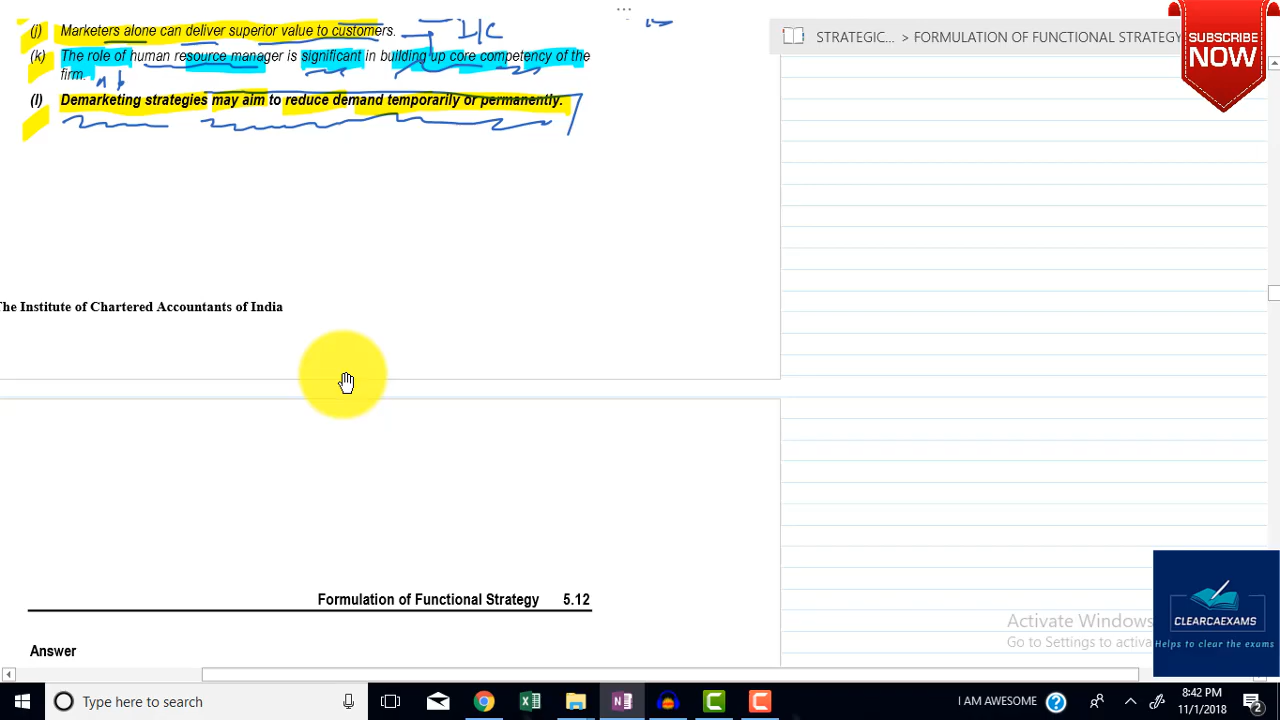 (j) Marketers alone can deliver superior value to customers. I/C
(k) The role of human resource manager is significant in building up core competency of the
firm.
(l) Demarketing strategies may aim to reduce demand temporarily or permanently.
STRATEGIC... > FORMULATION OF FUNCTIONAL STRATEGY
SUBSCRIBE
NOW
The Institute of Chartered Accountants of India
Formulation of Functional Strategy 5.12
Answer
Activate Windows
Go to Settings to activa
CLEARCAEXAMS
Helps to clear the exams
Type here to search
I AM AWESOME
8:42 PM
11/1/2018
2